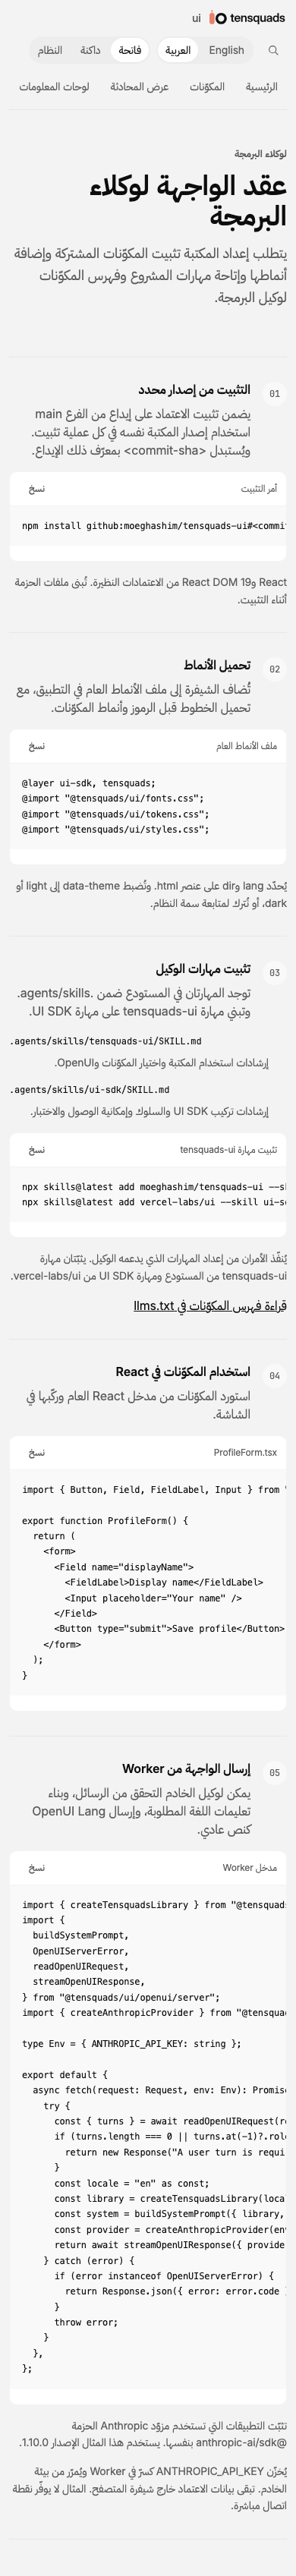 tensquads ui
English العربية فاتحة داكنة النظام
الرئيسية المكوّنات عرض المحادثة لوحات المعلومات
لوكلاء البرمجة
عقد الواجهة لوكلاء
البرمجة
يتطلب إعداد المكتبة تثبيت المكوّنات المشتركة وإضافة
أنماطها وإتاحة مهارات المشروع وفهرس المكوّنات
لوكيل البرمجة.
01
التثبيت من إصدار محدد
يضمن تثبيت الاعتماد على إيداع من الفرع main
استخدام إصدار المكتبة نفسه في كل عملية تثبيت.
ويُستبدل <commit-sha> بمعرّف ذلك الإيداع.
أمر التثبيت نسخ
npm install github:moeghashim/tensquads-ui#<commit
React وReact DOM 19 من الاعتمادات النظيرة. تُبنى ملفات الحزمة
أثناء التثبيت.
02
تحميل الأنماط
تُضاف الشيفرة إلى ملف الأنماط العام في التطبيق، مع
تحميل الخطوط قبل الرموز وأنماط المكوّنات.
ملف الأنماط العام نسخ
@layer ui-sdk, tensquads;
@import "@tensquads/ui/fonts.css";
@import "@tensquads/ui/tokens.css";
@import "@tensquads/ui/styles.css";
يُحدَّد lang وdir على عنصر html. وتُضبط data-theme إلى light أو
dark، أو تُترك لمتابعة سمة النظام.
03
تثبيت مهارات الوكيل
توجد المهارتان في المستودع ضمن .agents/skills.
وتبني مهارة tensquads-ui على مهارة UI SDK.
.agents/skills/tensquads-ui/SKILL.md
إرشادات استخدام المكتبة واختيار المكوّنات وOpenUI.
.agents/skills/ui-sdk/SKILL.md
إرشادات تركيب UI SDK والسلوك وإمكانية الوصول والاختبار.
تثبيت مهارة tensquads-ui نسخ
npx skills@latest add moeghashim/tensquads-ui --sk
npx skills@latest add vercel-labs/ui --skill ui-sd
يُنفَّذ الأمران من إعداد المهارات الذي يدعمه الوكيل. يثبّتان مهارة
tensquads-ui من المستودع ومهارة UI SDK من vercel-labs/ui.
قراءة فهرس المكوّنات في llms.txt
04
استخدام المكوّنات في React
استورد المكوّنات من مدخل React العام وركّبها في
الشاشة.
ProfileForm.tsx نسخ
import { Button, Field, FieldLabel, Input } from "
export function ProfileForm() {
return (
<form>
<Field name="displayName">
<FieldLabel>Display name</FieldLabel>
<Input placeholder="Your name" />
</Field>
<Button type="submit">Save profile</Button>
</form>
);
}
05
إرسال الواجهة من Worker
يمكن لوكيل الخادم التحقق من الرسائل، وبناء
تعليمات اللغة المطلوبة، وإرسال OpenUI Lang
كنص عادي.
مدخل Worker نسخ
import { createTensquadsLibrary } from "@tensquads
import {
buildSystemPrompt,
OpenUIServerError,
readOpenUIRequest,
streamOpenUIResponse,
} from "@tensquads/ui/openui/server";
import { createAnthropicProvider } from "@tensquad
type Env = { ANTHROPIC_API_KEY: string };
export default {
async fetch(request: Request, env: Env): Promise
try {
const { turns } = await readOpenUIRequest(re
if (turns.length === 0 || turns.at(-1)?.role
return new Response("A user turn is requi
}
const locale = "en" as const;
const library = createTensquadsLibrary(loca
const system = buildSystemPrompt({ library,
const provider = createAnthropicProvider(env
return await streamOpenUIResponse({ provide
} catch (error) {
if (error instanceof OpenUIServerError) {
return Response.json({ error: error.code }
}
throw error;
}
},
};
تثبّت التطبيقات التي تستخدم مزوّد Anthropic الحزمة
@anthropic-ai/sdk بنفسها. يستخدم هذا المثال الإصدار 1.10.0.
يُخزَّن ANTHROPIC_API_KEY كسرّ في Worker ويُمرّر من بيئة
الخادم. تبقى بيانات الاعتماد خارج شيفرة المتصفح. المثال لا يوفّر نقطة
اتصال مباشرة.